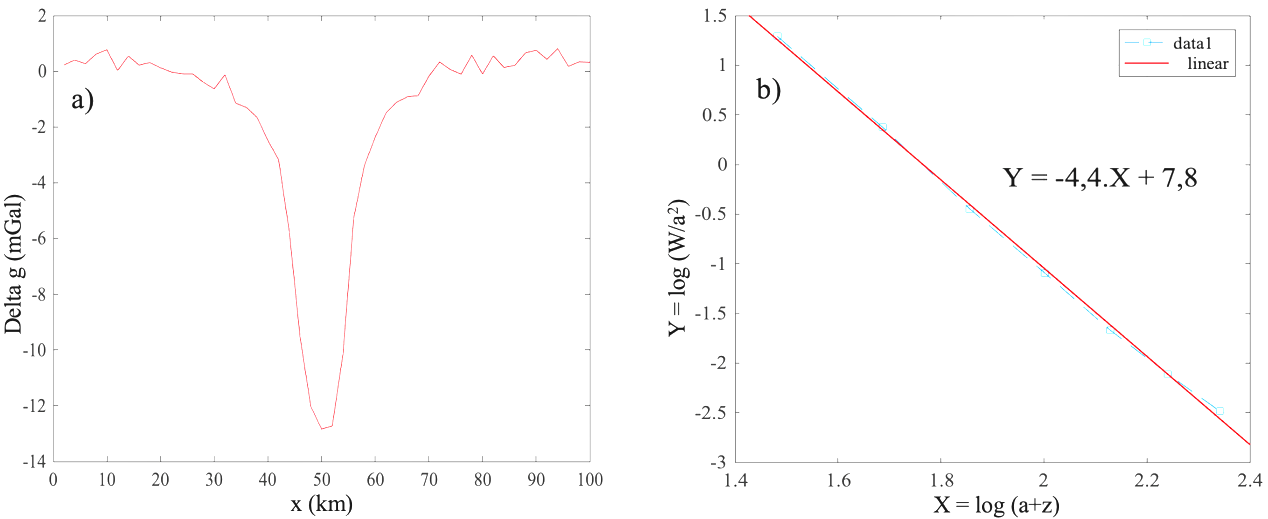 a)
2
0
-2
-4
-6
-8
-10
-12
-14
0 10 20 30 40 50 60 70 80 90 100
x (km)
Delta g (mGal)
b)
data1
linear
Y = -4,4.X + 7,8
1.5
1
0.5
0
-0.5
-1
-1.5
-2
-2.5
-3
1.4 1.6 1.8 2 2.2 2.4
X = log (a+z)
Y = log (W/a²)